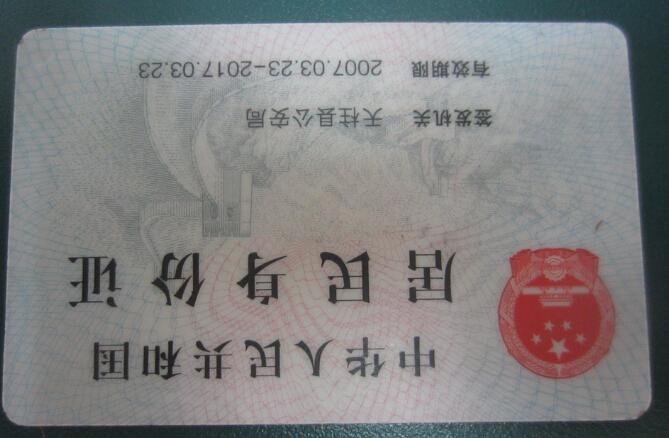 中华人民共和国
居民身份证
签发机关 天柱县公安局
有效期限 2007.03.23-2017.03.23